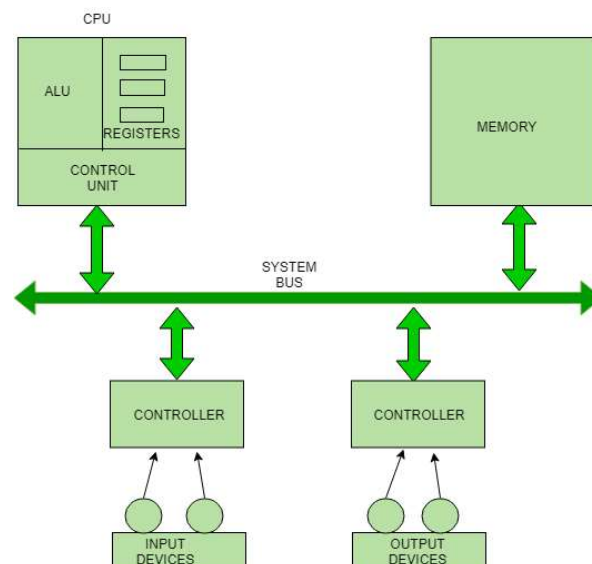 CPU
ALU
REGISTERS
CONTROL
UNIT
MEMORY
SYSTEM
BUS
CONTROLLER
CONTROLLER
INPUT
DEVICES
OUTPUT
DEVICES